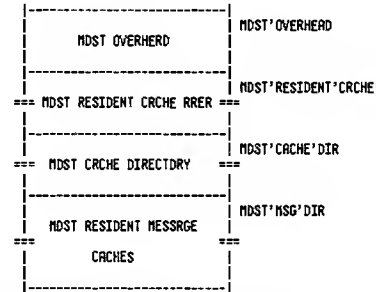 MDST OVERHERD
MDST'OVERHEAD
MDST'RESIDENT'CRCHE
=== MDST RESIDENT CRCHE RRER ===
MDST'CACHE'DIR
=== MDST CRCHE DIRECTDRY ===
MDST'MSG'DIR
MDST RESIDENT MESSRGE
=== ===
CRCHES